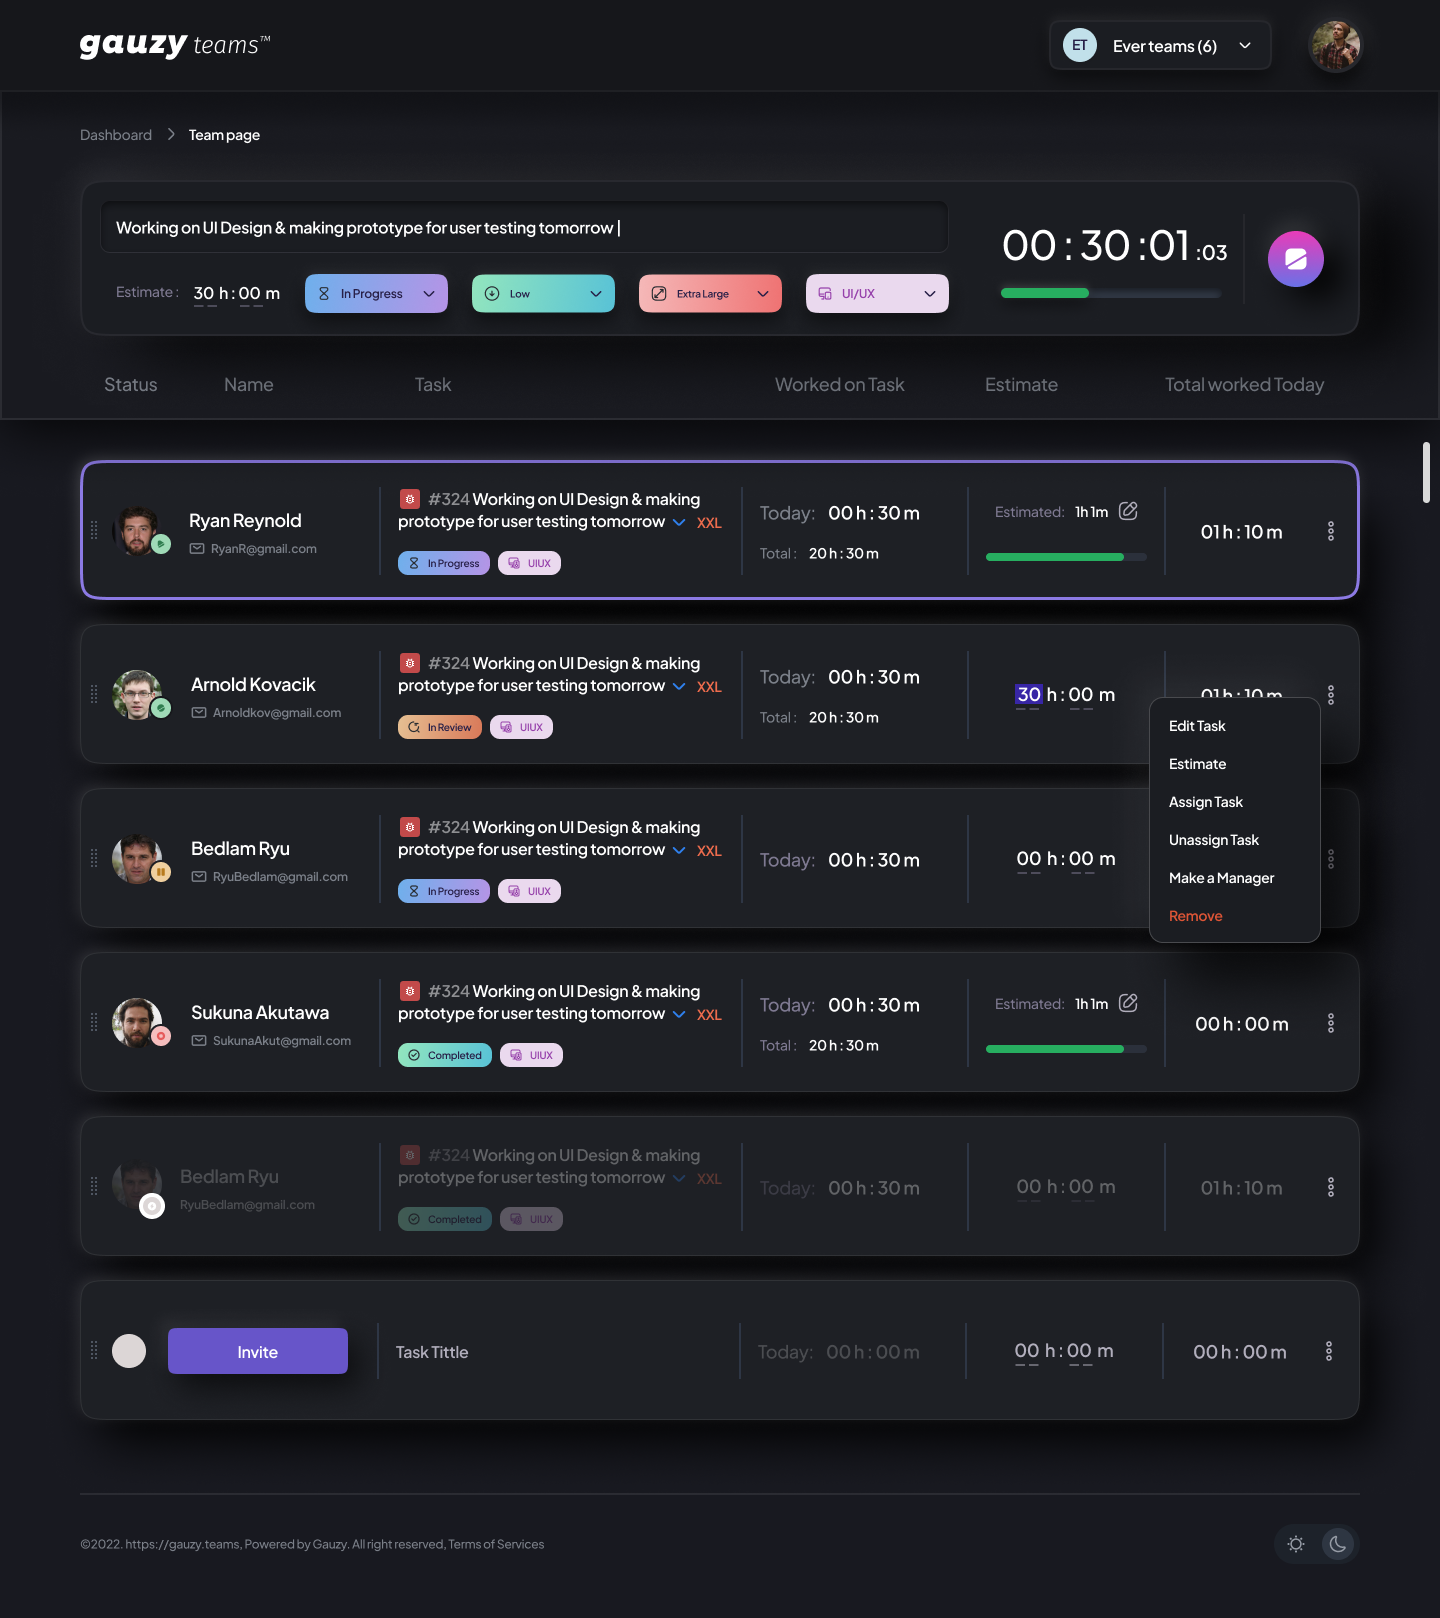 gauzy teams™
ET Ever teams (6)
Dashboard Team page
Working on UI Design & making prototype for user testing tomorrow |
00 : 30 : 01 : 03
Estimate : 30 h : 00 m In Progress Low Extra Large UI/UX
Status Name Task Worked on Task Estimate Total worked Today
#324 Working on UI Design & making
prototype for user testing tomorrow XXL
Ryan Reynold
RyanR@gmail.com
In Progress UIUX
Today: 00 h : 30 m
Total : 20 h : 30 m
Estimated: 1h 1m
01 h : 10 m
#324 Working on UI Design & making
prototype for user testing tomorrow XXL
Arnold Kovacik
Arnoldkov@gmail.com
In Review UIUX
Today: 00 h : 30 m
Total : 20 h : 30 m
30 h : 00 m
01 h : 10 m
Edit Task
Estimate
Assign Task
Unassign Task
Make a Manager
Remove
#324 Working on UI Design & making
prototype for user testing tomorrow XXL
Bedlam Ryu
RyuBedlam@gmail.com
In Progress UIUX
Today: 00 h : 30 m
00 h : 00 m
#324 Working on UI Design & making
prototype for user testing tomorrow XXL
Sukuna Akutawa
SukunaAkut@gmail.com
Completed UIUX
Today: 00 h : 30 m
Total : 20 h : 30 m
Estimated: 1h 1m
00 h : 00 m
#324 Working on UI Design & making
prototype for user testing tomorrow XXL
Bedlam Ryu
RyuBedlam@gmail.com
Completed UIUX
Today: 00 h : 30 m
00 h : 00 m
01 h : 10 m
Invite
Task Tittle
Today: 00 h : 00 m
00 h : 00 m
00 h : 00 m
©2022. https://gauzy.teams, Powered by Gauzy. All right reserved, Terms of Services